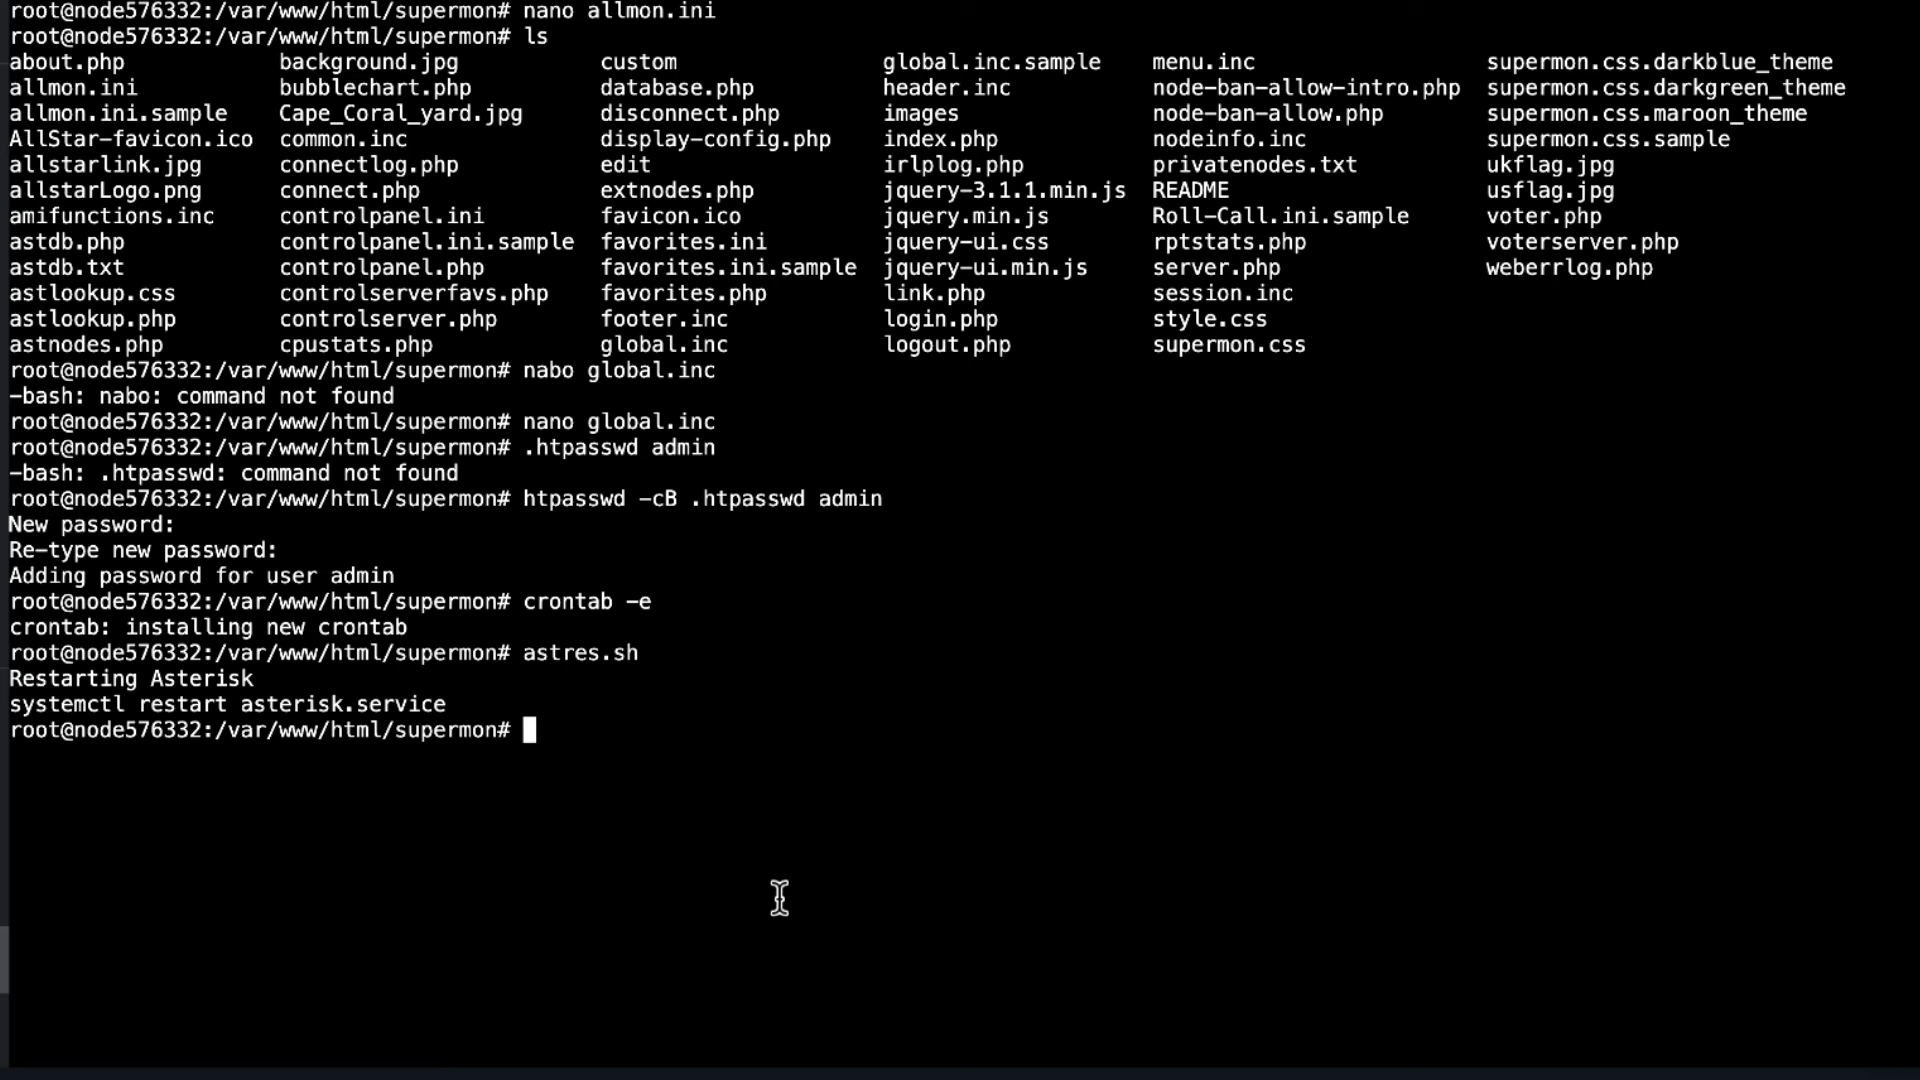 root@node576332:/var/www/html/supermon# nano allmon.ini
root@node576332:/var/www/html/supermon# ls
about.php background.jpg custom global.inc.sample menu.inc supermon.css.darkblue_theme
allmon.ini bubblechart.php database.php header.inc node-ban-allow-intro.php supermon.css.darkgreen_theme
allmon.ini.sample Cape_Coral_yard.jpg disconnect.php images node-ban-allow.php supermon.css.maroon_theme
AllStar-favicon.ico common.inc display-config.php index.php nodeinfo.inc supermon.css.sample
allstarlink.jpg connectlog.php edit irlplog.php privatenodes.txt ukflag.jpg
allstarLogo.png connect.php extnodes.php jquery-3.1.1.min.js README usflag.jpg
amifunctions.inc controlpanel.ini favicon.ico jquery.min.js Roll-Call.ini.sample voter.php
astdb.php controlpanel.ini.sample favorites.ini jquery-ui.css rptstats.php voterserver.php
astdb.txt controlpanel.php favorites.ini.sample jquery-ui.min.js server.php weberrlog.php
astlookup.css controlserverfavs.php favorites.php link.php session.inc
astlookup.php controlserver.php footer.inc login.php style.css
astnodes.php cpustats.php global.inc logout.php supermon.css
root@node576332:/var/www/html/supermon# nabo global.inc
-bash: nabo: command not found
root@node576332:/var/www/html/supermon# nano global.inc
root@node576332:/var/www/html/supermon# .htpasswd admin
-bash: .htpasswd: command not found
root@node576332:/var/www/html/supermon# htpasswd -cB .htpasswd admin
New password:
Re-type new password:
Adding password for user admin
root@node576332:/var/www/html/supermon# crontab -e
crontab: installing new crontab
root@node576332:/var/www/html/supermon# astres.sh
Restarting Asterisk
systemctl restart asterisk.service
root@node576332:/var/www/html/supermon#